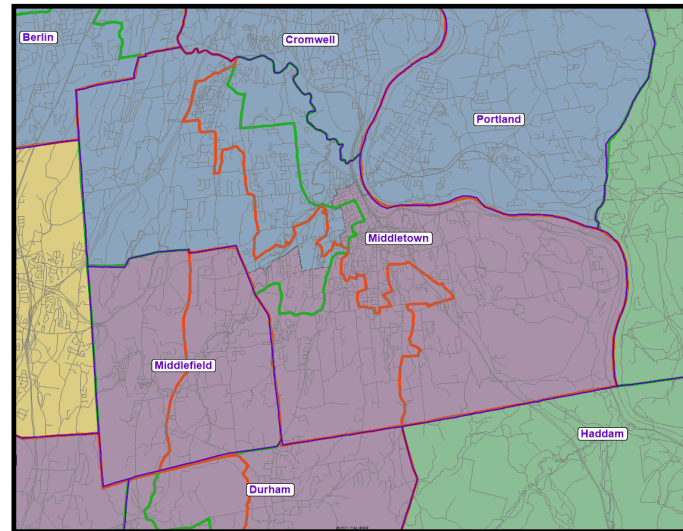 Berlin
Cromwell
Portland
Middletown
Middlefield
Haddam
Durham